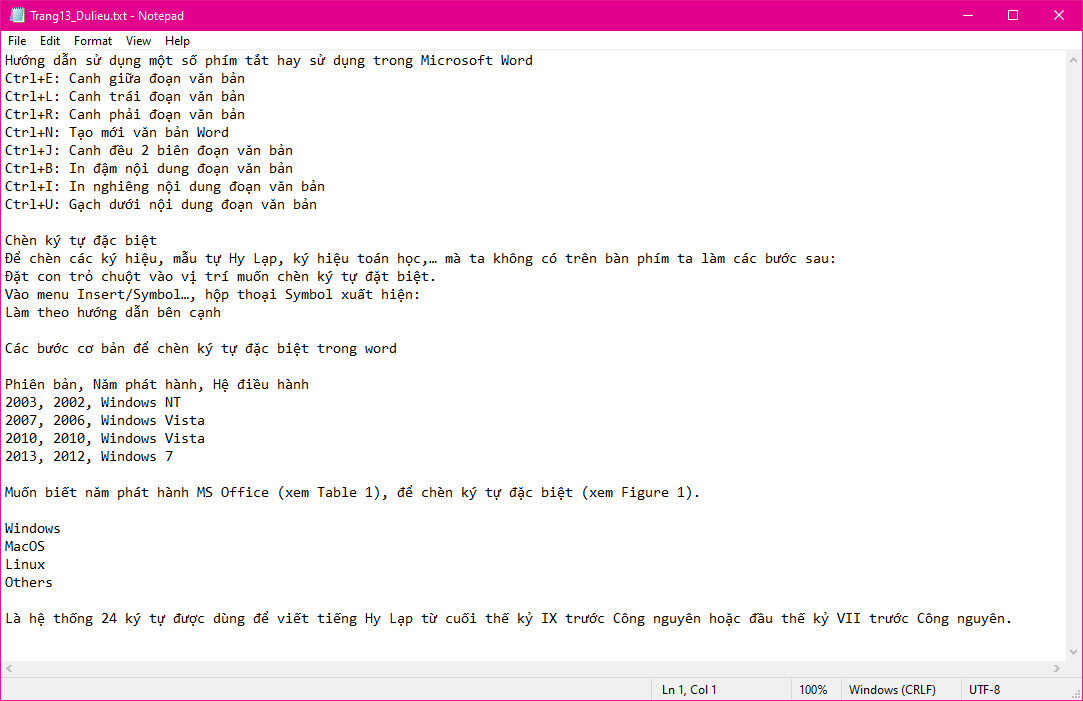 Trang13_Dulieu.txt - Notepad
File Edit Format View Help
Hướng dẫn sử dụng một số phím tắt hay sử dụng trong Microsoft Word
Ctrl+E: Canh giữa đoạn văn bản
Ctrl+L: Canh trái đoạn văn bản
Ctrl+R: Canh phải đoạn văn bản
Ctrl+N: Tạo mới văn bản Word
Ctrl+J: Canh đều 2 biên đoạn văn bản
Ctrl+B: In đậm nội dung đoạn văn bản
Ctrl+I: In nghiêng nội dung đoạn văn bản
Ctrl+U: Gạch dưới nội dung đoạn văn bản
Chèn ký tự đặc biệt
Để chèn các ký hiệu, mẫu tự Hy Lạp, ký hiệu toán học,… mà ta không có trên bàn phím ta làm các bước sau:
Đặt con trỏ chuột vào vị trí muốn chèn ký tự đặt biệt.
Vào menu Insert/Symbol…, hộp thoại Symbol xuất hiện:
Làm theo hướng dẫn bên cạnh
Các bước cơ bản để chèn ký tự đặc biệt trong word
Phiên bản, Năm phát hành, Hệ điều hành
2003, 2002, Windows NT
2007, 2006, Windows Vista
2010, 2010, Windows Vista
2013, 2012, Windows 7
Muốn biết năm phát hành MS Office (xem Table 1), để chèn ký tự đặc biệt (xem Figure 1).
Windows
MacOS
Linux
Others
Là hệ thống 24 ký tự được dùng để viết tiếng Hy Lạp từ cuối thế kỷ IX trước Công nguyên hoặc đầu thế kỷ VII trước Công nguyên.
Ln 1, Col 1 100% Windows (CRLF) UTF-8